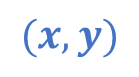 (x, y)